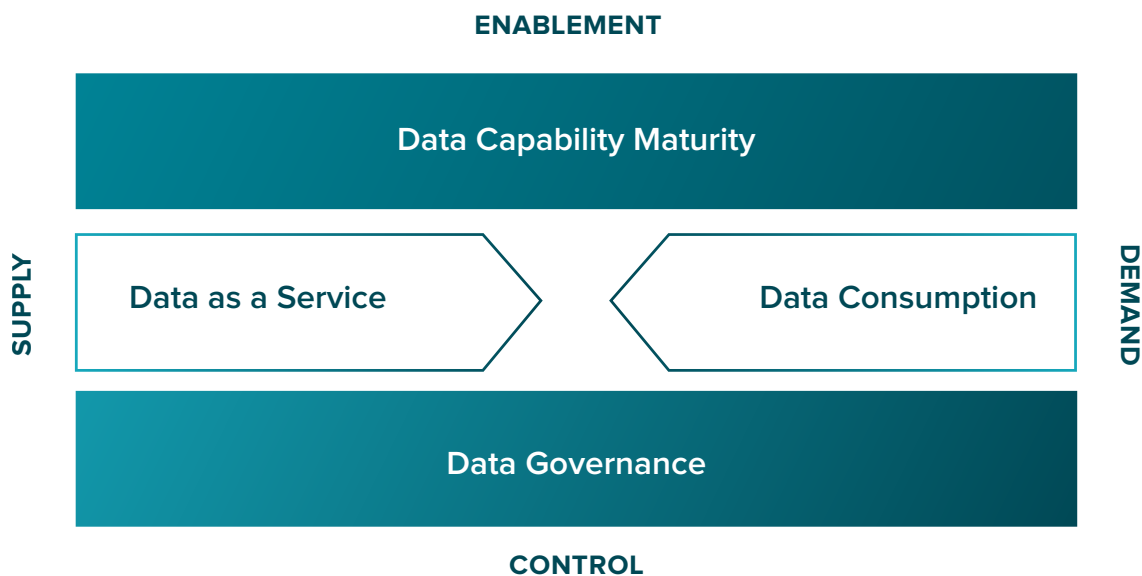 ENABLEMENT
Data Capability Maturity
SUPPLY
Data as a Service
Data Consumption
DEMAND
Data Governance
CONTROL